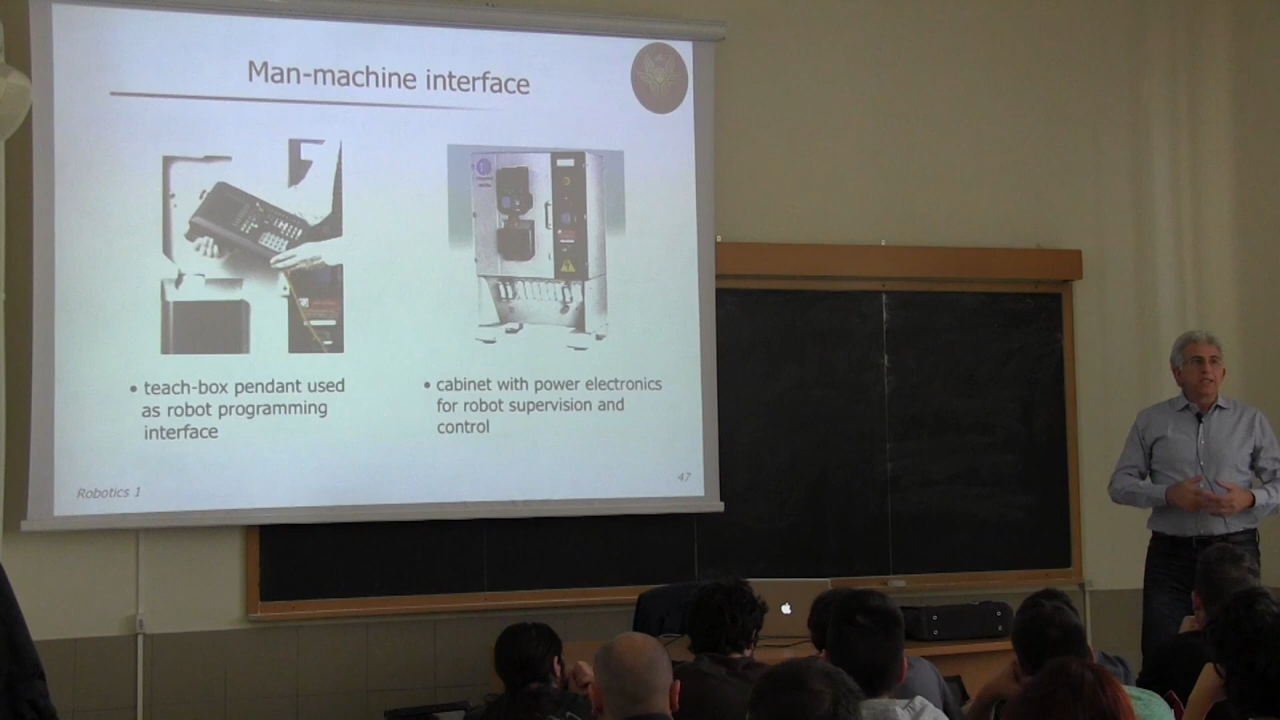 Man-machine interface
• teach-box pendant used
as robot programming
interface
• cabinet with power electronics
for robot supervision and
control
Robotics 1
47